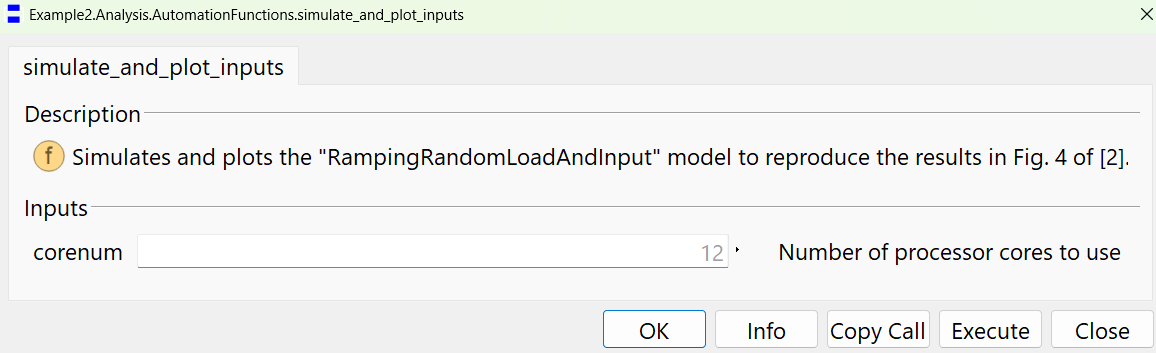 Example2.Analysis.AutomationFunctions.simulate_and_plot_inputs
simulate_and_plot_inputs
Description
f Simulates and plots the "RampingRandomLoadAndInput" model to reproduce the results in Fig. 4 of [2].
Inputs
corenum 12 Number of processor cores to use
OK Info Copy Call Execute Close